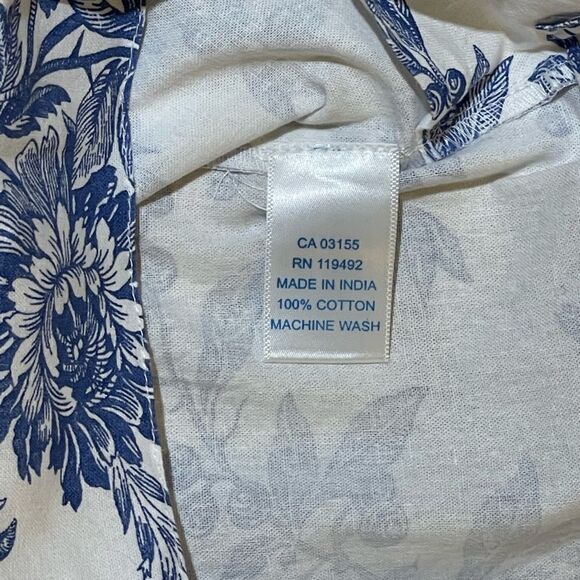 CA 03155
RN 119492
MADE IN INDIA
100% COTTON
MACHINE WASH